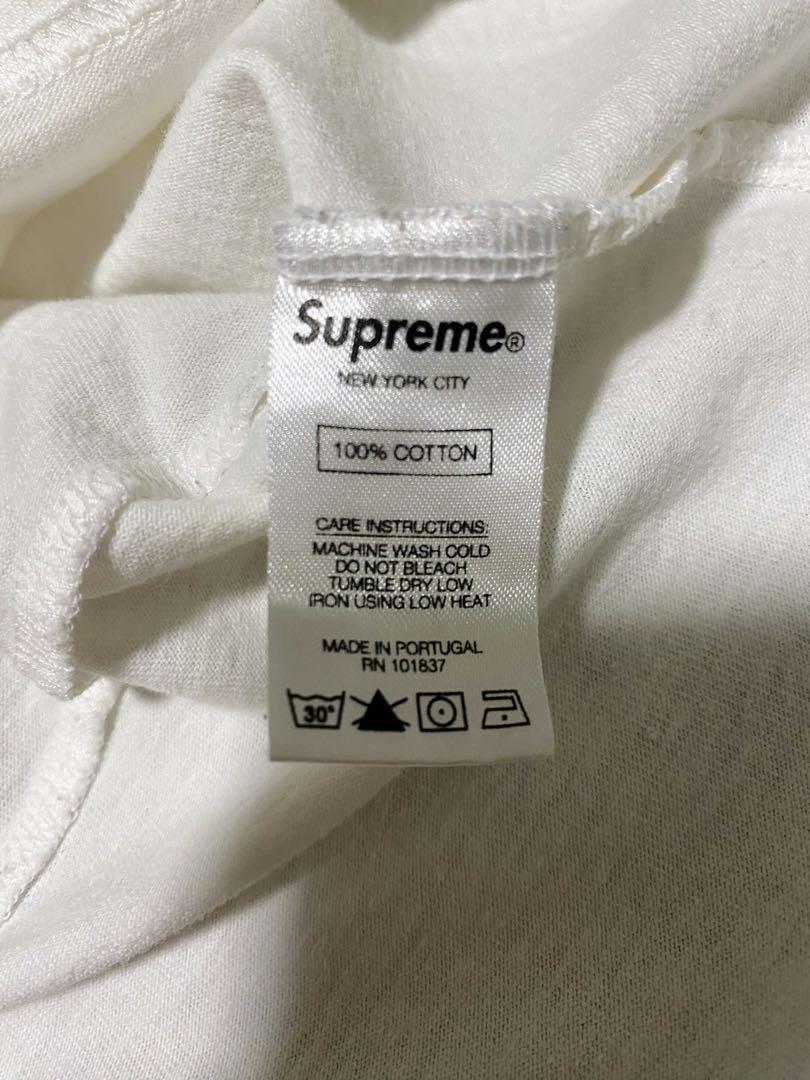 Supreme®
NEW YORK CITY
100% COTTON
CARE INSTRUCTIONS:
MACHINE WASH COLD
DO NOT BLEACH
TUMBLE DRY LOW
IRON USING LOW HEAT
MADE IN PORTUGAL
RN 101837
30°